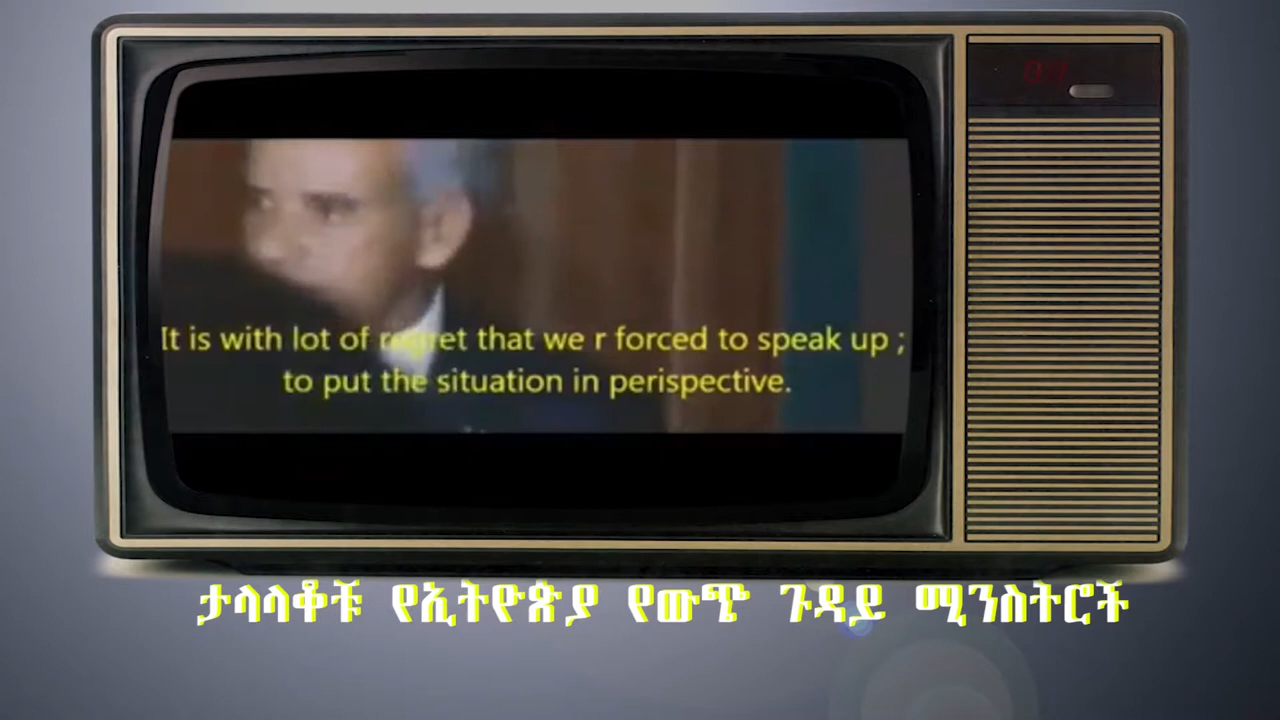 It is with lot of regret that we r forced to speak up ;
to put the situation in perispective.
ታላላቆቹ የኢትዮጵያ የውጭ ጉዳይ ሚንስትሮች